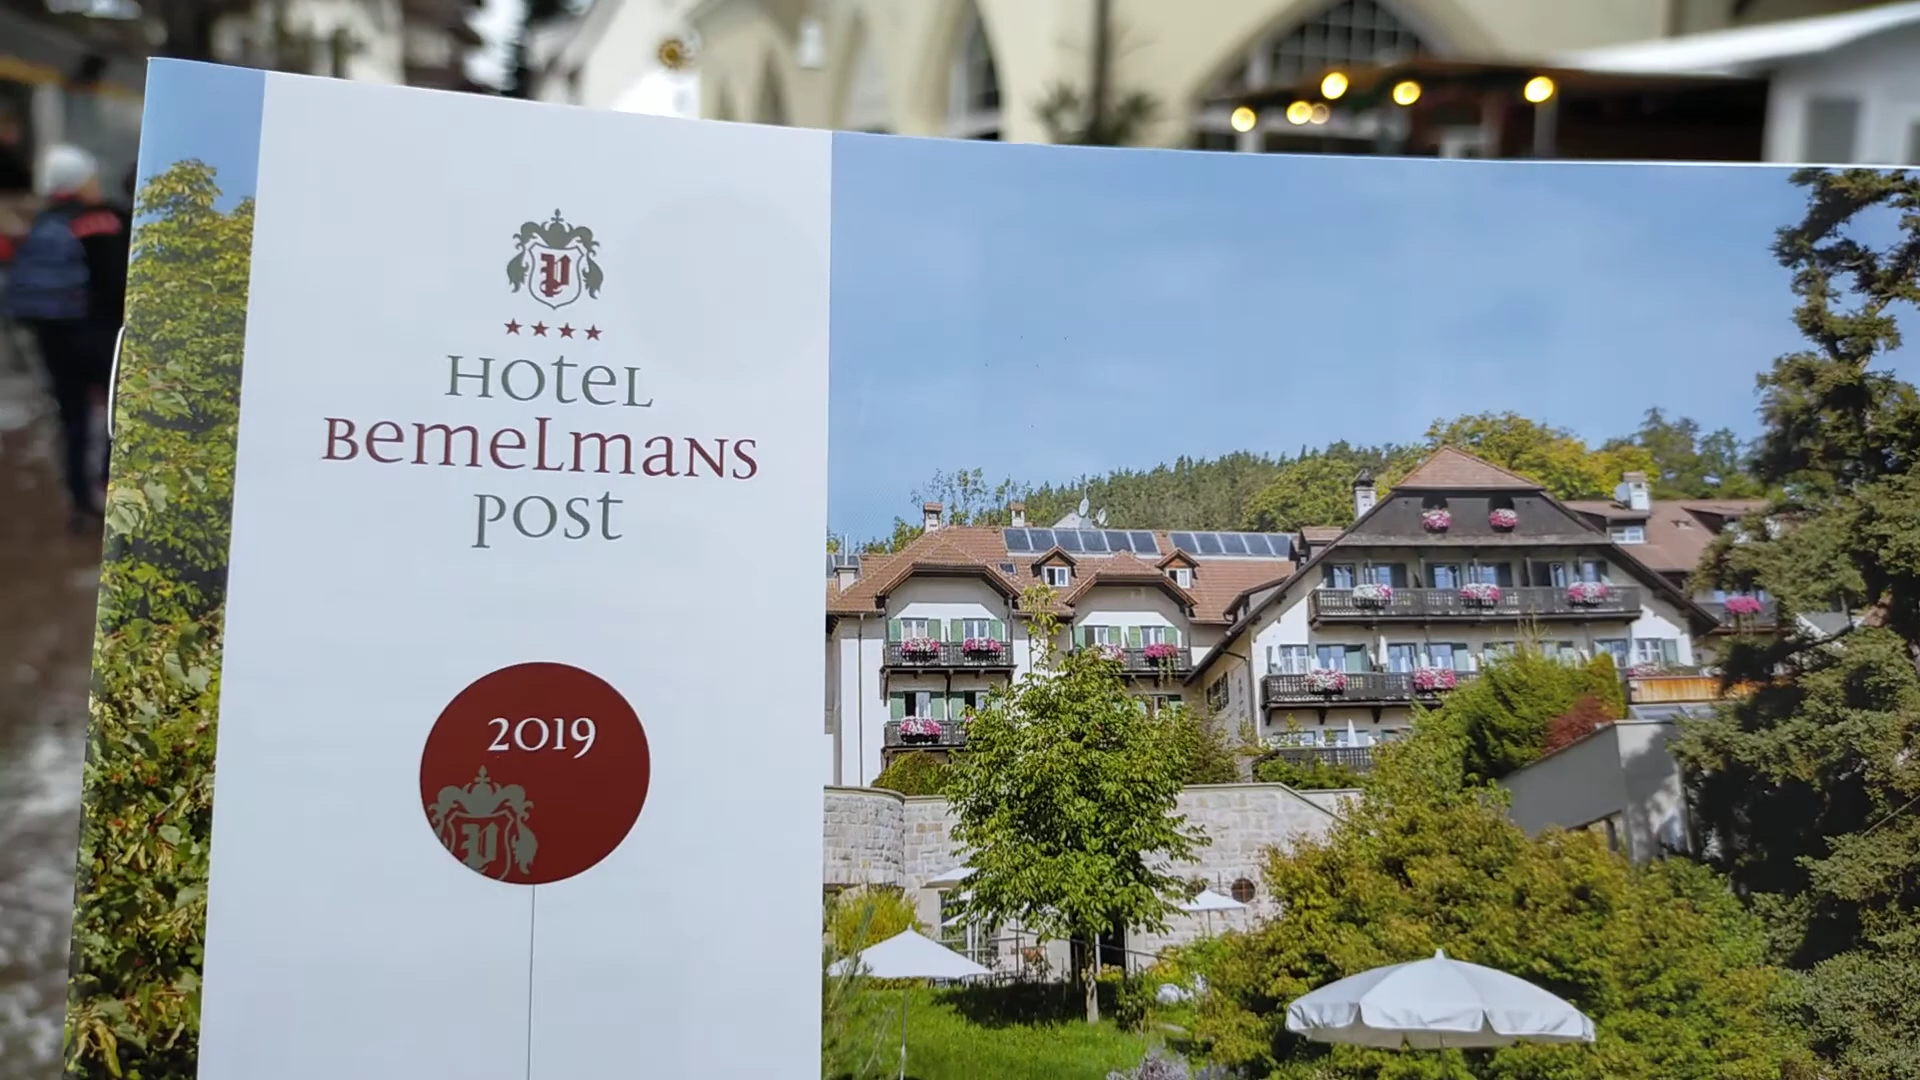 P
★★★★
HOTEL
BEMELMANS
POST
2019
P